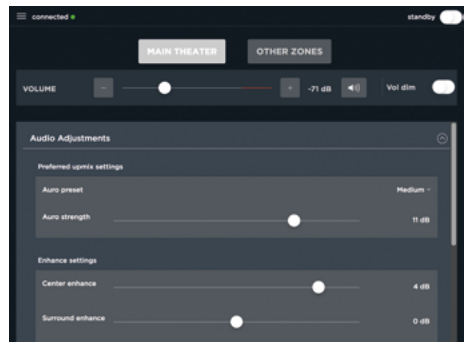 connected
standby
MAIN THEATER
OTHER ZONES
VOLUME - + -71 dB Vol dim
Audio Adjustments
Preferred upmix settings
Auro preset Medium
Auro strength 11 dB
Enhance settings
Center enhance 4 dB
Surround enhance 0 dB